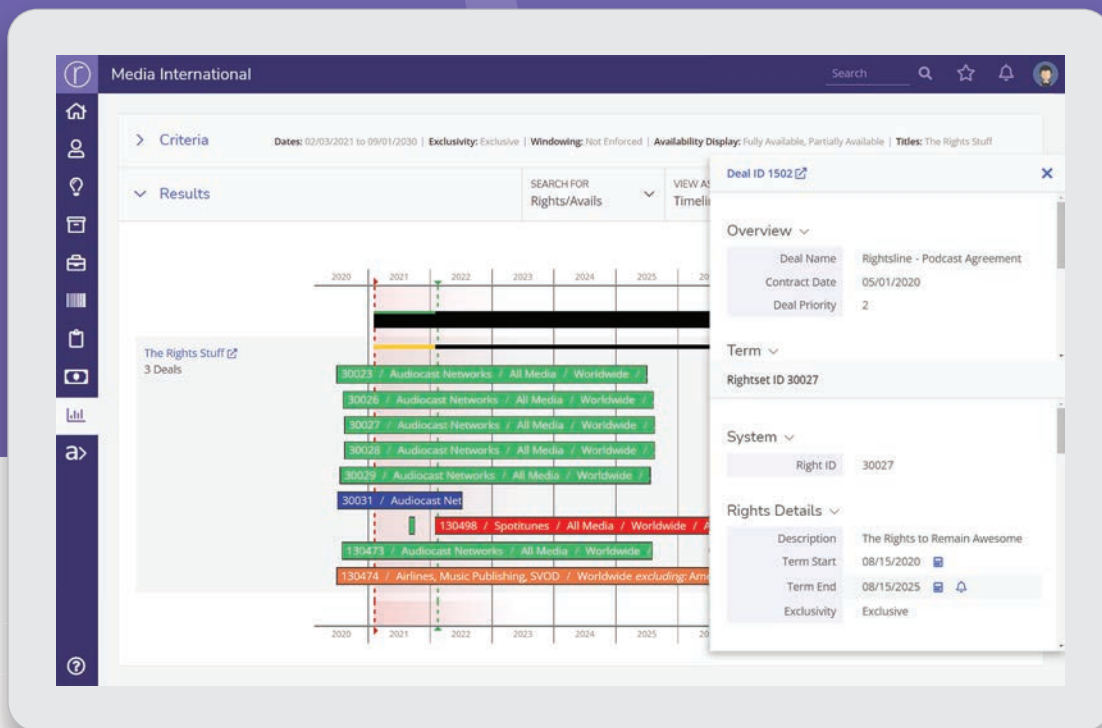 Media International
Search
Criteria
Dates: 02/03/2021 to 09/01/2030 | Exclusivity: Exclusive | Windowing: Not Enforced | Availability Display: Fully Available, Partially Available | Titles: The Rights Stuff
Results
SEARCH FOR
Rights/Avails
VIEW AS
Timeli
2020 2021 2022 2023 2024 2025 20
The Rights Stuff
3 Deals
30023 / Audiocast Networks / All Media / Worldwide /
30026 / Audiocast Networks / All Media / Worldwide /
30027 / Audiocast Networks / All Media / Worldwide /
30028 / Audiocast Networks / All Media / Worldwide /
30029 / Audiocast Networks / All Media / Worldwide /
30031 / Audiocast Net
130498 / Spotitunes / All Media / Worldwide / A
130473 / Audiocast Networks / All Media / Worldwide /
130474 / Airlines, Music Publishing, SVOD / Worldwide excluding: Ame
2020 2021 2022 2023 2024 2025 20
Deal ID 1502
Overview
Deal Name Rightsline - Podcast Agreement
Contract Date 05/01/2020
Deal Priority 2
Term
Rightset ID 30027
System
Right ID 30027
Rights Details
Description The Rights to Remain Awesome
Term Start 08/15/2020
Term End 08/15/2025
Exclusivity Exclusive